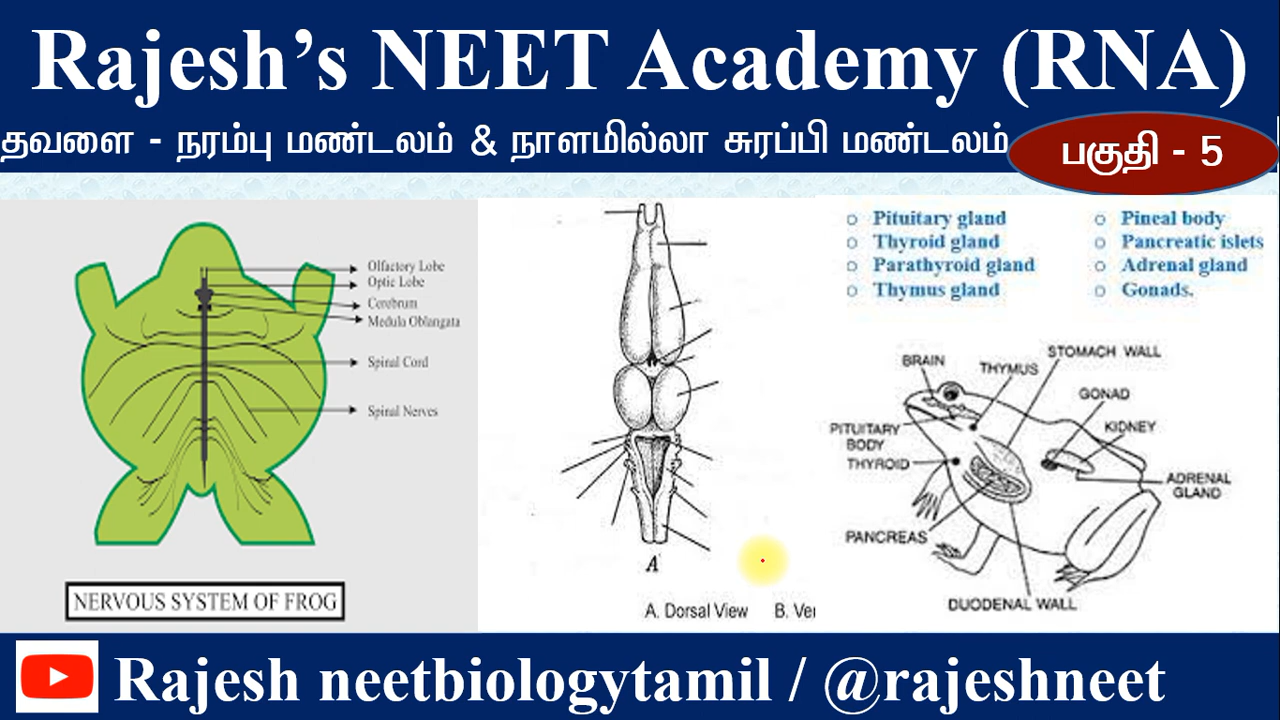 Rajesh’s NEET Academy (RNA)
தவளை - நரம்பு மண்டலம் & நாளமில்லா சுரப்பி மண்டலம்
பகுதி - 5
Olfactory Lobe
Optic Lobe
Cerebrum
Medula Oblangata
Spinal Cord
Spinal Nerves
NERVOUS SYSTEM OF FROG
A
A. Dorsal View B. Ver
o Pituitary gland
o Thyroid gland
o Parathyroid gland
o Thymus gland
o Pineal body
o Pancreatic islets
o Adrenal gland
o Gonads.
STOMACH WALL
BRAIN
THYMUS
GONAD
KIDNEY
PITUITARY
BODY
THYROID
ADRENAL
GLAND
PANCREAS
DUODENAL WALL
Rajesh neetbiologytamil / @rajeshneet